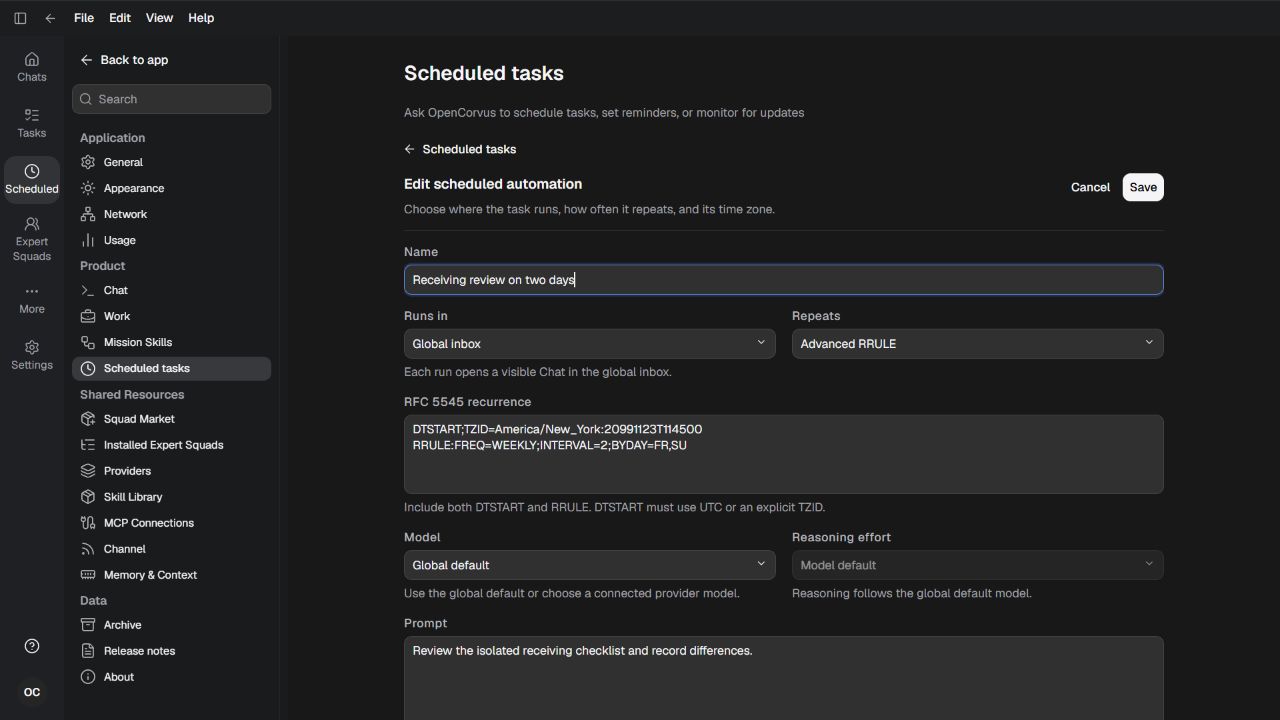 File Edit View Help
Chats
Tasks
Scheduled
Expert
Squads
More
Settings
OC
Back to app
Search
Application
General
Appearance
Network
Usage
Product
Chat
Work
Mission Skills
Scheduled tasks
Shared Resources
Squad Market
Installed Expert Squads
Providers
Skill Library
MCP Connections
Channel
Memory & Context
Data
Archive
Release notes
About
Scheduled tasks
Ask OpenCorvus to schedule tasks, set reminders, or monitor for updates
Scheduled tasks
Edit scheduled automation
Choose where the task runs, how often it repeats, and its time zone.
Cancel Save
Name
Receiving review on two days
Runs in Repeats
Global inbox Advanced RRULE
Each run opens a visible Chat in the global inbox.
RFC 5545 recurrence
DTSTART;TZID=America/New_York:20991123T114500
RRULE:FREQ=WEEKLY;INTERVAL=2;BYDAY=FR,SU
Include both DTSTART and RRULE. DTSTART must use UTC or an explicit TZID.
Model Reasoning effort
Global default Model default
Use the global default or choose a connected provider model. Reasoning follows the global default model.
Prompt
Review the isolated receiving checklist and record differences.